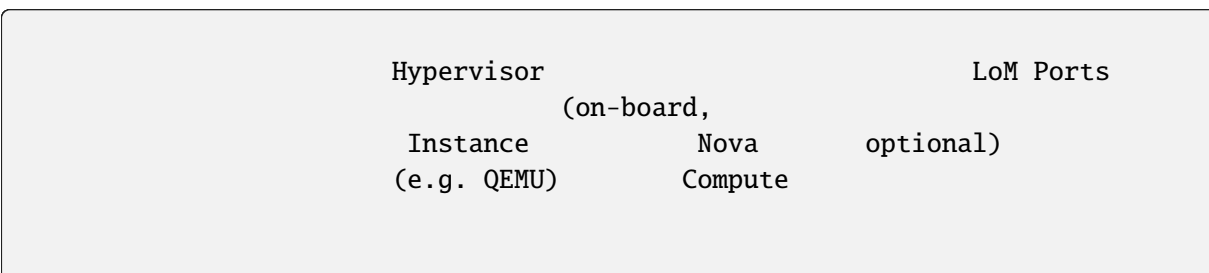 Hypervisor LoM Ports
(on-board,
Instance Nova optional)
(e.g. QEMU) Compute